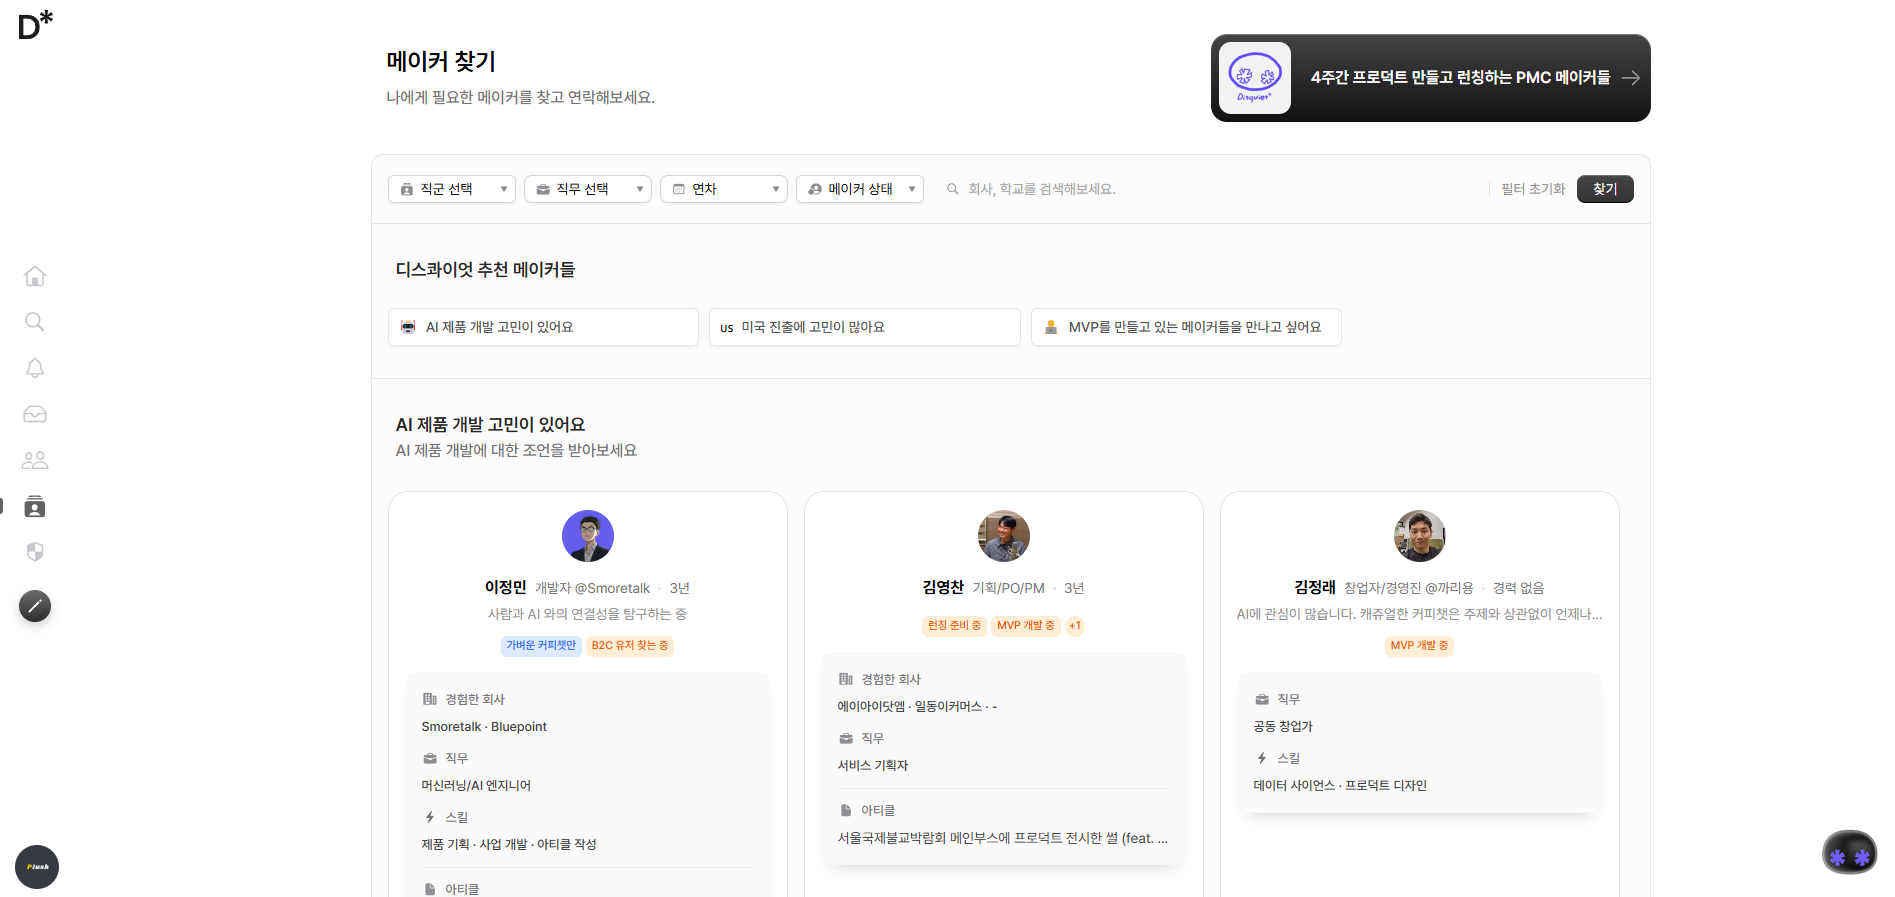 D*
메이커 찾기
나에게 필요한 메이커를 찾고 연락해보세요.
Disquiet*
4주간 프로덕트 만들고 런칭하는 PMC 메이커들
직군 선택
직무 선택
연차
메이커 상태
회사, 학교를 검색해보세요.
필터 초기화
찾기
디스콰이엇 추천 메이커들
AI 제품 개발 고민이 있어요
US 미국 진출에 고민이 많아요
MVP를 만들고 있는 메이커들을 만나고 싶어요
AI 제품 개발 고민이 있어요
AI 제품 개발에 대한 조언을 받아보세요
이정민 개발자 @Smoretalk · 3년
사람과 AI 와의 연결성을 탐구하는 중
가벼운 커피챗만 B2C 유저 찾는 중
경험한 회사
Smoretalk · Bluepoint
직무
머신러닝/AI 엔지니어
스킬
제품 기획 · 사업 개발 · 아티클 작성
아티클
김영찬 기획/PO/PM · 3년
런칭 준비 중 MVP 개발 중 +1
경험한 회사
에이아이닷엠 · 일동이커머스 · -
직무
서비스 기획자
아티클
서울국제불교박람회 메인부스에 프로덕트 전시한 썰 (feat. ...
김정래 창업자/경영진 @까리용 · 경력 없음
AI에 관심이 많습니다. 캐쥬얼한 커피챗은 주제와 상관없이 언제나...
MVP 개발 중
직무
공동 창업가
스킬
데이터 사이언스 · 프로덕트 디자인
Plush